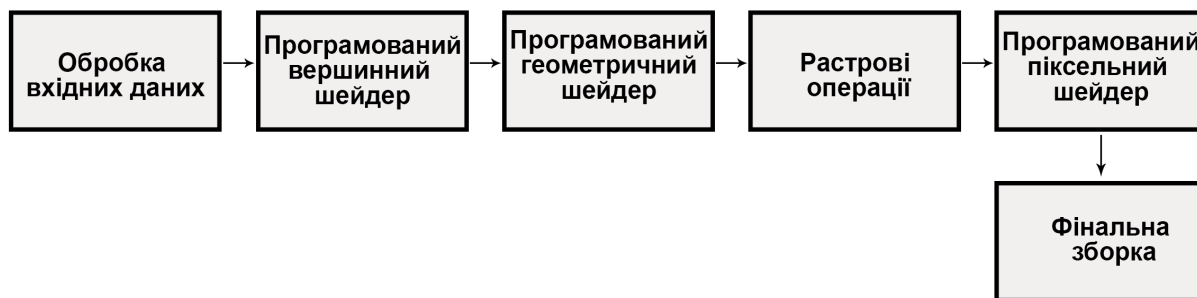 Обробка
вхідних даних
Програмований
вершинний
шейдер
Програмований
геометричний
шейдер
Растрові
операції
Програмований
піксельний
шейдер
Фінальна
зборка